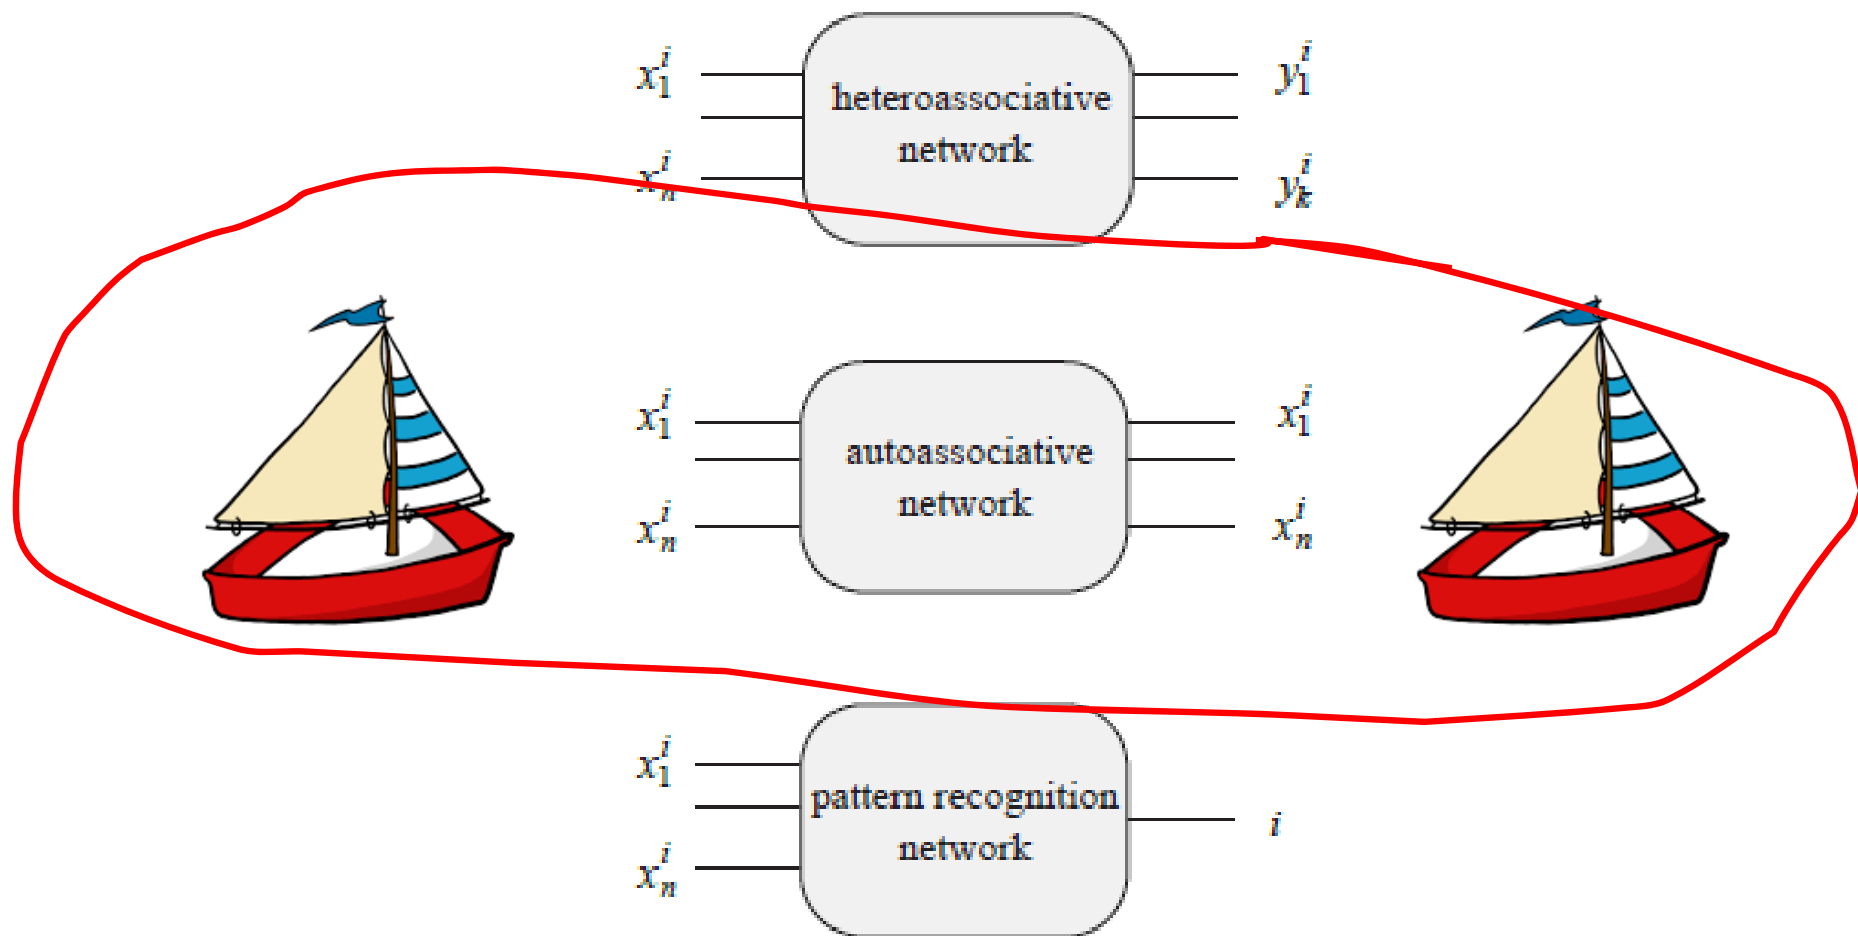 x₁ⁱ heteroassociative y₁ⁱ
xₙⁱ network yₖⁱ
x₁ⁱ autoassociative x₁ⁱ
xₙⁱ network xₙⁱ
x₁ⁱ pattern recognition i
xₙⁱ network